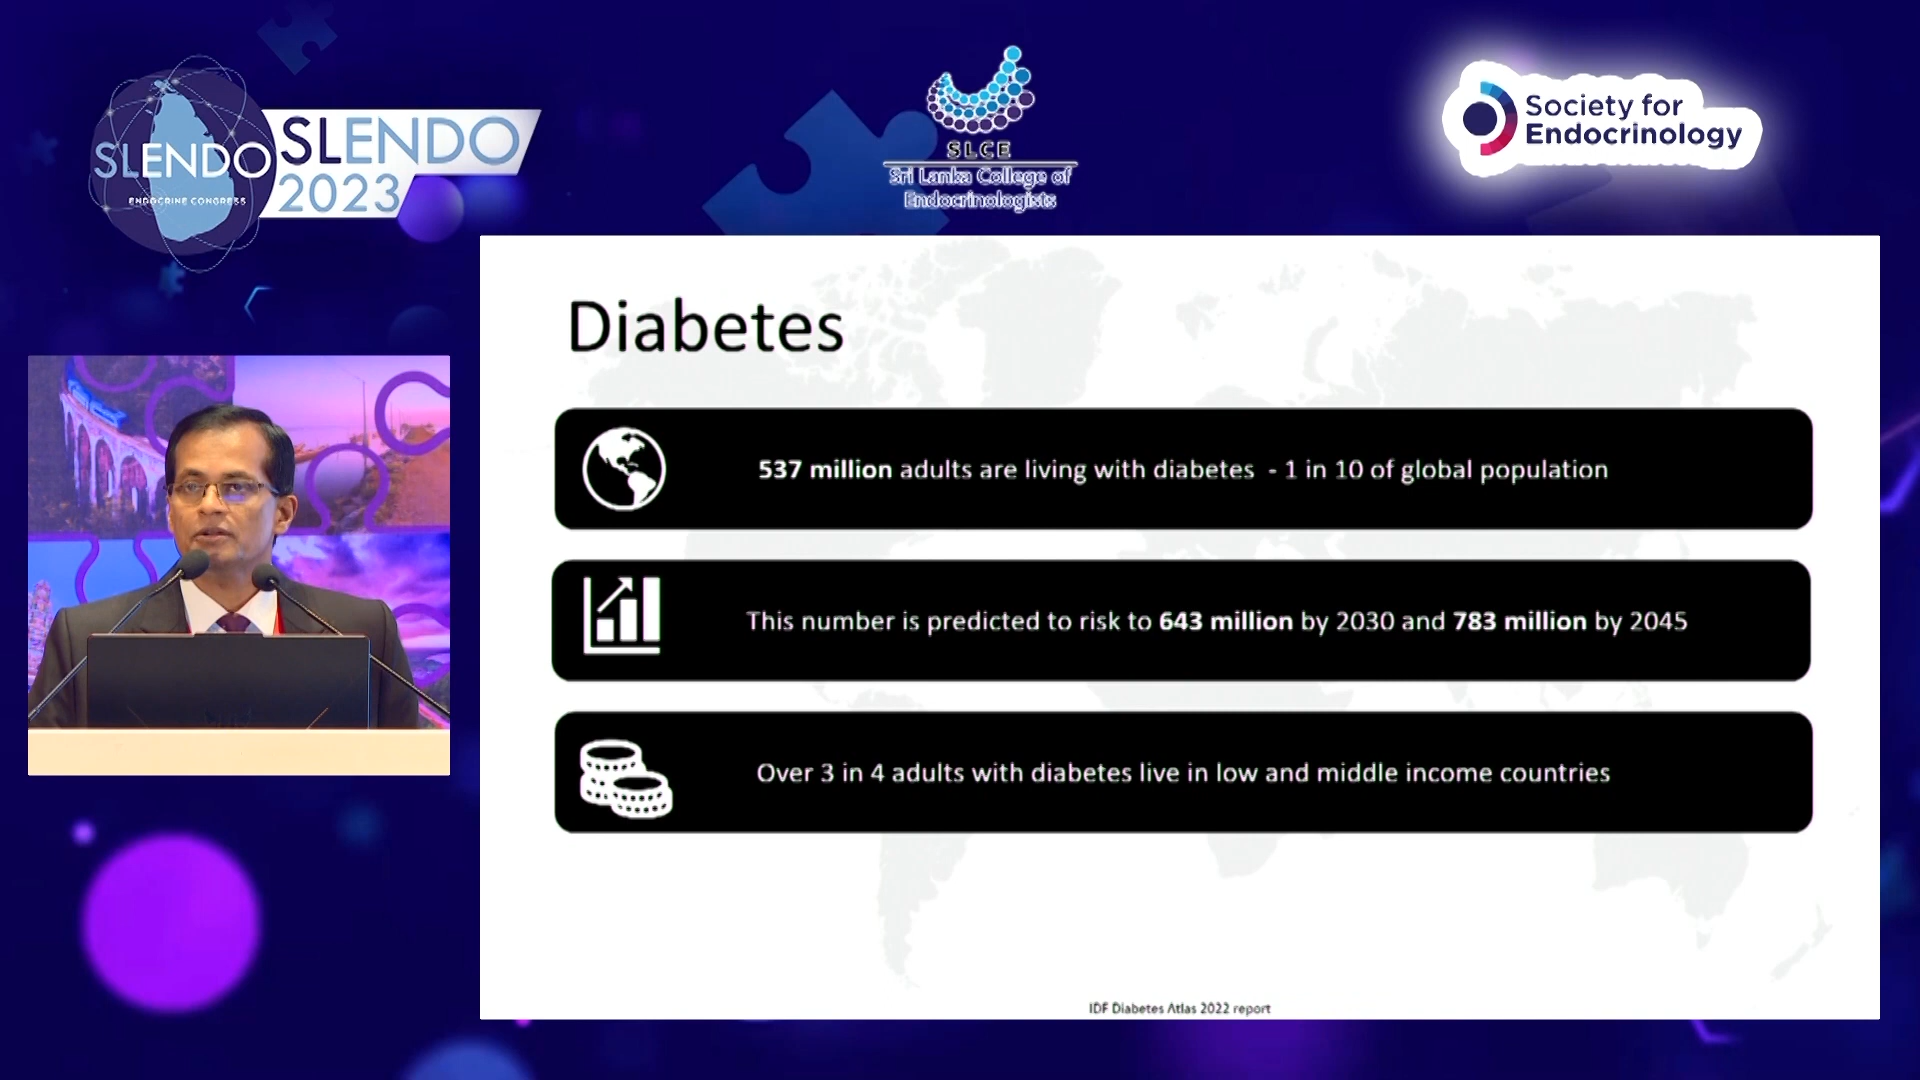 SLENDO
ENDOCRINE CONGRESS
SLENDO
2023
SLCE
Sri Lanka College of
Endocrinologists
Society for
Endocrinology
Diabetes
537 million adults are living with diabetes - 1 in 10 of global population
This number is predicted to risk to 643 million by 2030 and 783 million by 2045
Over 3 in 4 adults with diabetes live in low and middle income countries
IDF Diabetes Atlas 2022 report